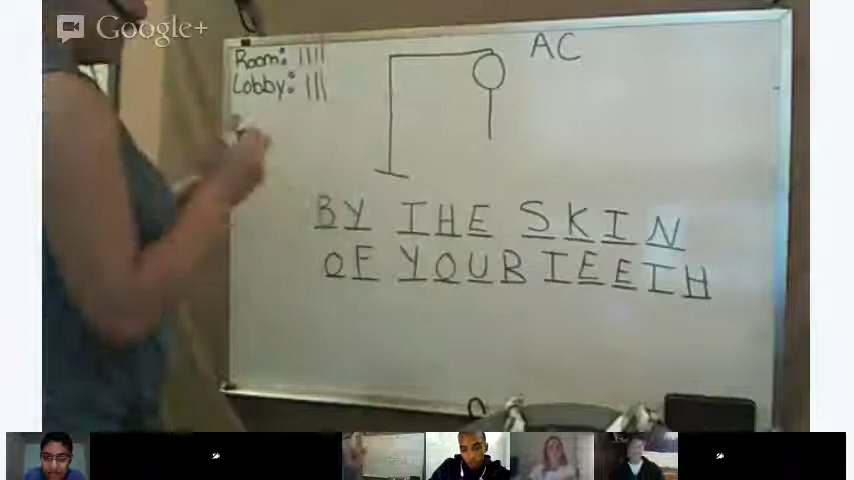 Google+
Room: ||||
Lobby: |||
AC
BY THE SKIN
OF YOUR TEETH